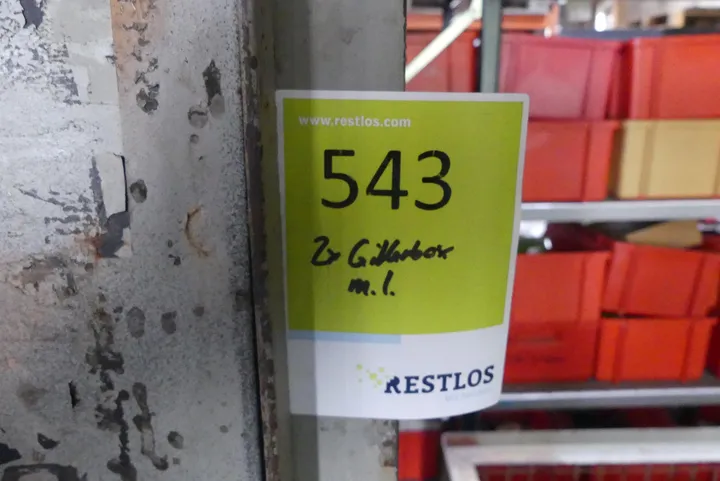 www.restlos.com
543
2x Gitterbox
m. I.
RESTLOS